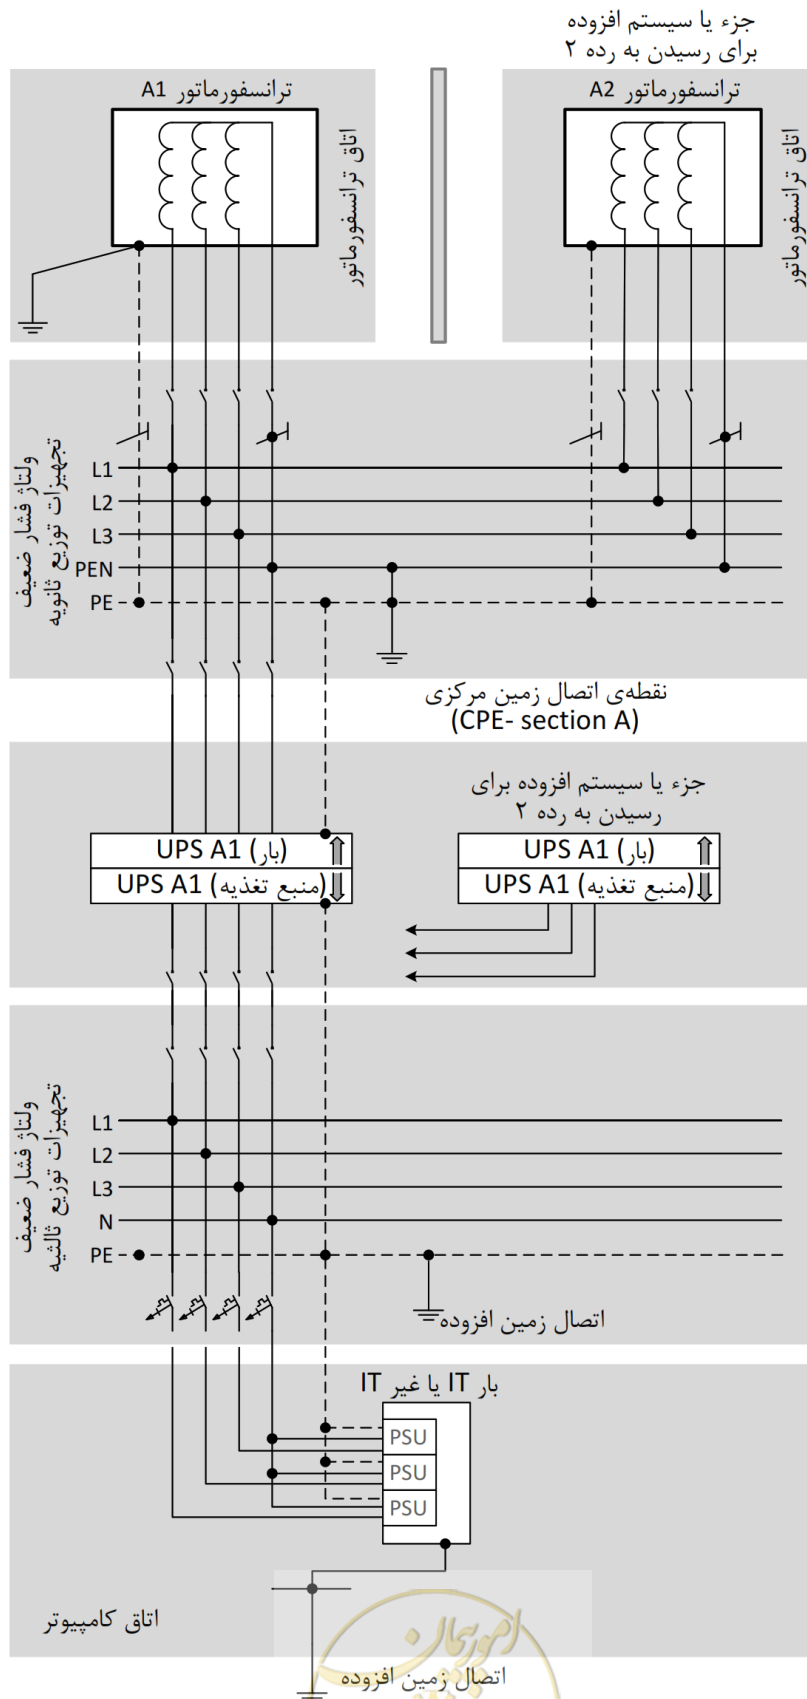 جزء یا سیستم افزوده
برای رسیدن به رده ۲
ترانسفورماتور A1
ترانسفورماتور A2
اتاق ترانسفورماتور
اتاق ترانسفورماتور
تجهیزات توزیع ثانویه
ولتاژ فشار ضعیف
L1
L2
L3
PEN
PE
نقطه‌ی اتصال زمین مرکزی
(CPE- section A)
جزء یا سیستم افزوده برای
رسیدن به رده ۲
UPS A1 (بار)
UPS A1 (منبع تغذیه)
UPS A1 (بار)
UPS A1 (منبع تغذیه)
تجهیزات توزیع ثالثیه
ولتاژ فشار ضعیف
L1
L2
L3
N
PE
اتصال زمین افزوده
بار IT یا غیر IT
PSU
PSU
PSU
اتاق کامپیوتر
امور پیمان
اتصال زمین افزوده